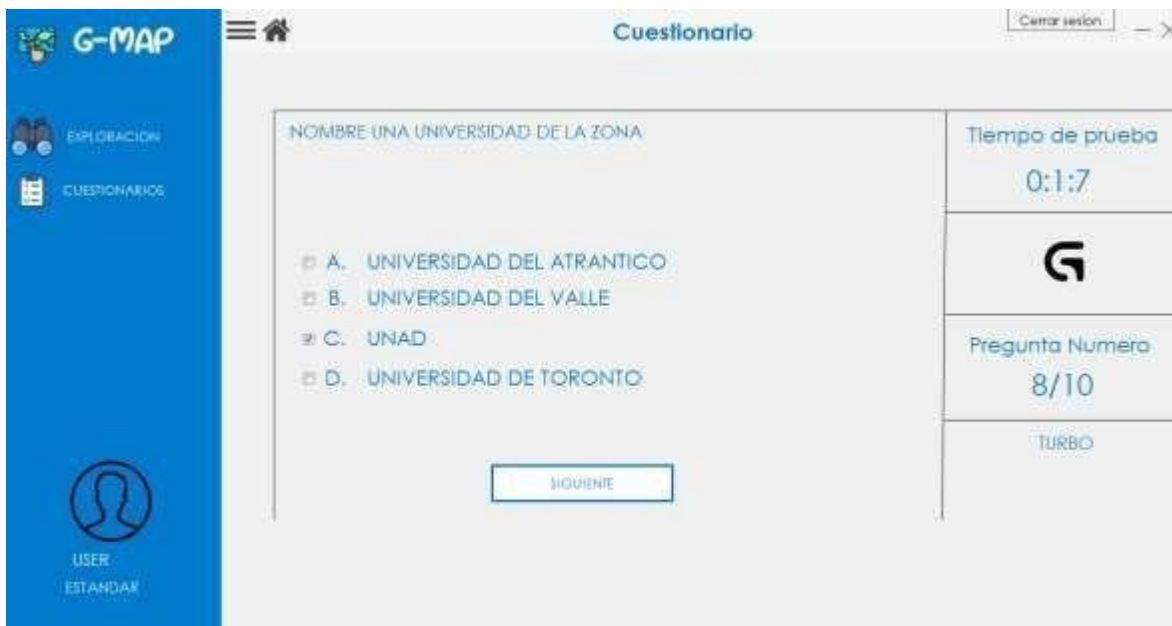 G-MAP
Cuestionario
Cerrar sesion
EXPLORACION
CUESTIONARIOS
NOMBRE UNA UNIVERSIDAD DE LA ZONA
A. UNIVERSIDAD DEL ATRANTICO
B. UNIVERSIDAD DEL VALLE
C. UNAD
D. UNIVERSIDAD DE TORONTO
SIGUIENTE
Tiempo de prueba
0:1:7
Pregunta Numero
8/10
TURBO
USER
ESTANDAR